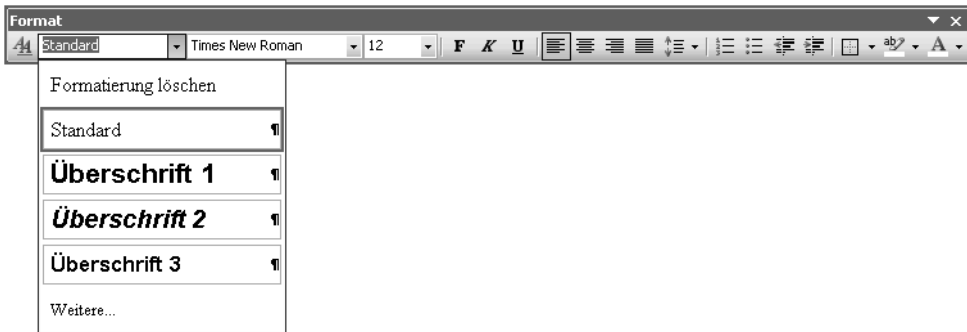 Format
Standard Times New Roman 12 F K U
Formatierung löschen
Standard ¶
Überschrift 1 ¶
Überschrift 2 ¶
Überschrift 3 ¶
Weitere...